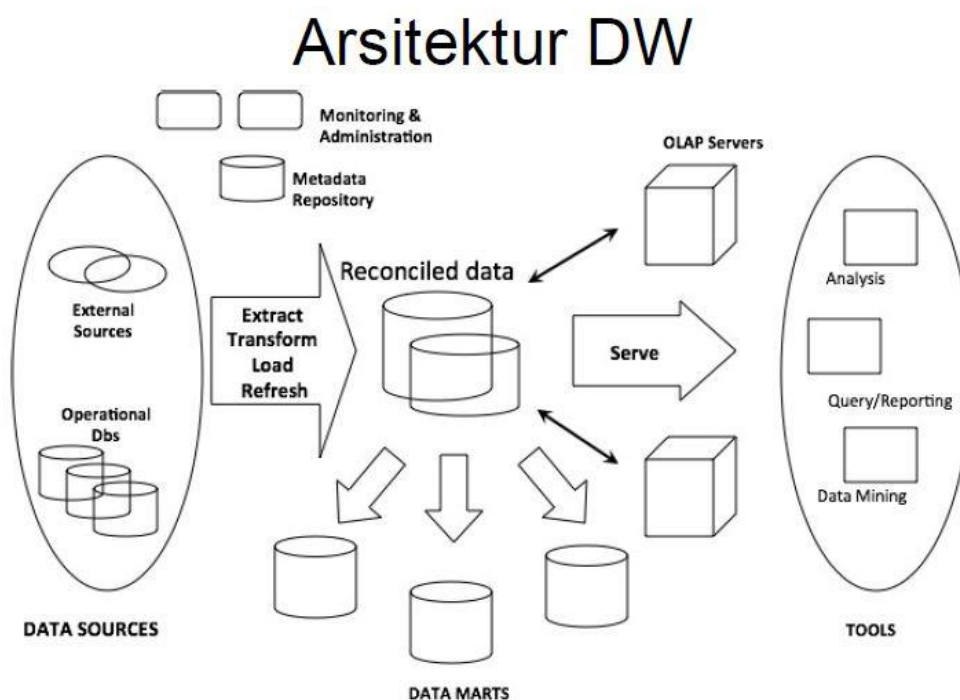 Arsitektur DW
Monitoring &
Administration
Metadata
Repository
OLAP Servers
External
Sources
Operational
Dbs
DATA SOURCES
Extract
Transform
Load
Refresh
Reconciled data
Serve
DATA MARTS
Analysis
Query/Reporting
Data Mining
TOOLS